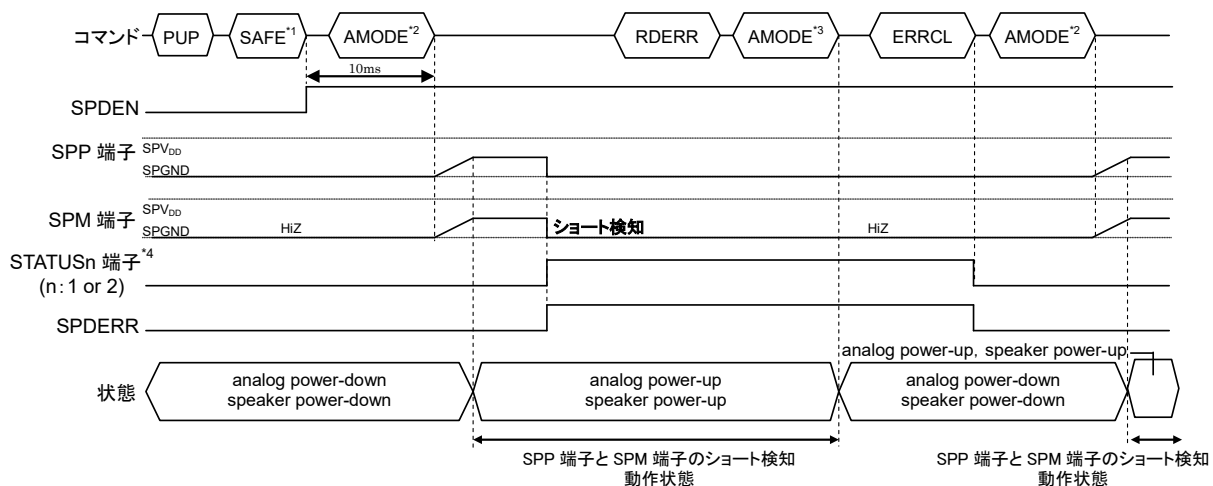 コマンド PUP SAFE*1 AMODE*2 RDERR AMODE*3 ERRCL AMODE*2
10ms
SPDEN
SPP 端子 SPVDD
SPGND
SPM 端子 SPVDD
SPGND HiZ ショート検知 HiZ
STATUSn 端子*4
(n：1 or 2)
SPDERR
analog power-up, speaker power-up
状態 analog power-down analog power-up analog power-down
speaker power-down speaker power-up speaker power-down
SPP 端子と SPM 端子のショート検知 SPP 端子と SPM 端子のショート検知
動作状態 動作状態